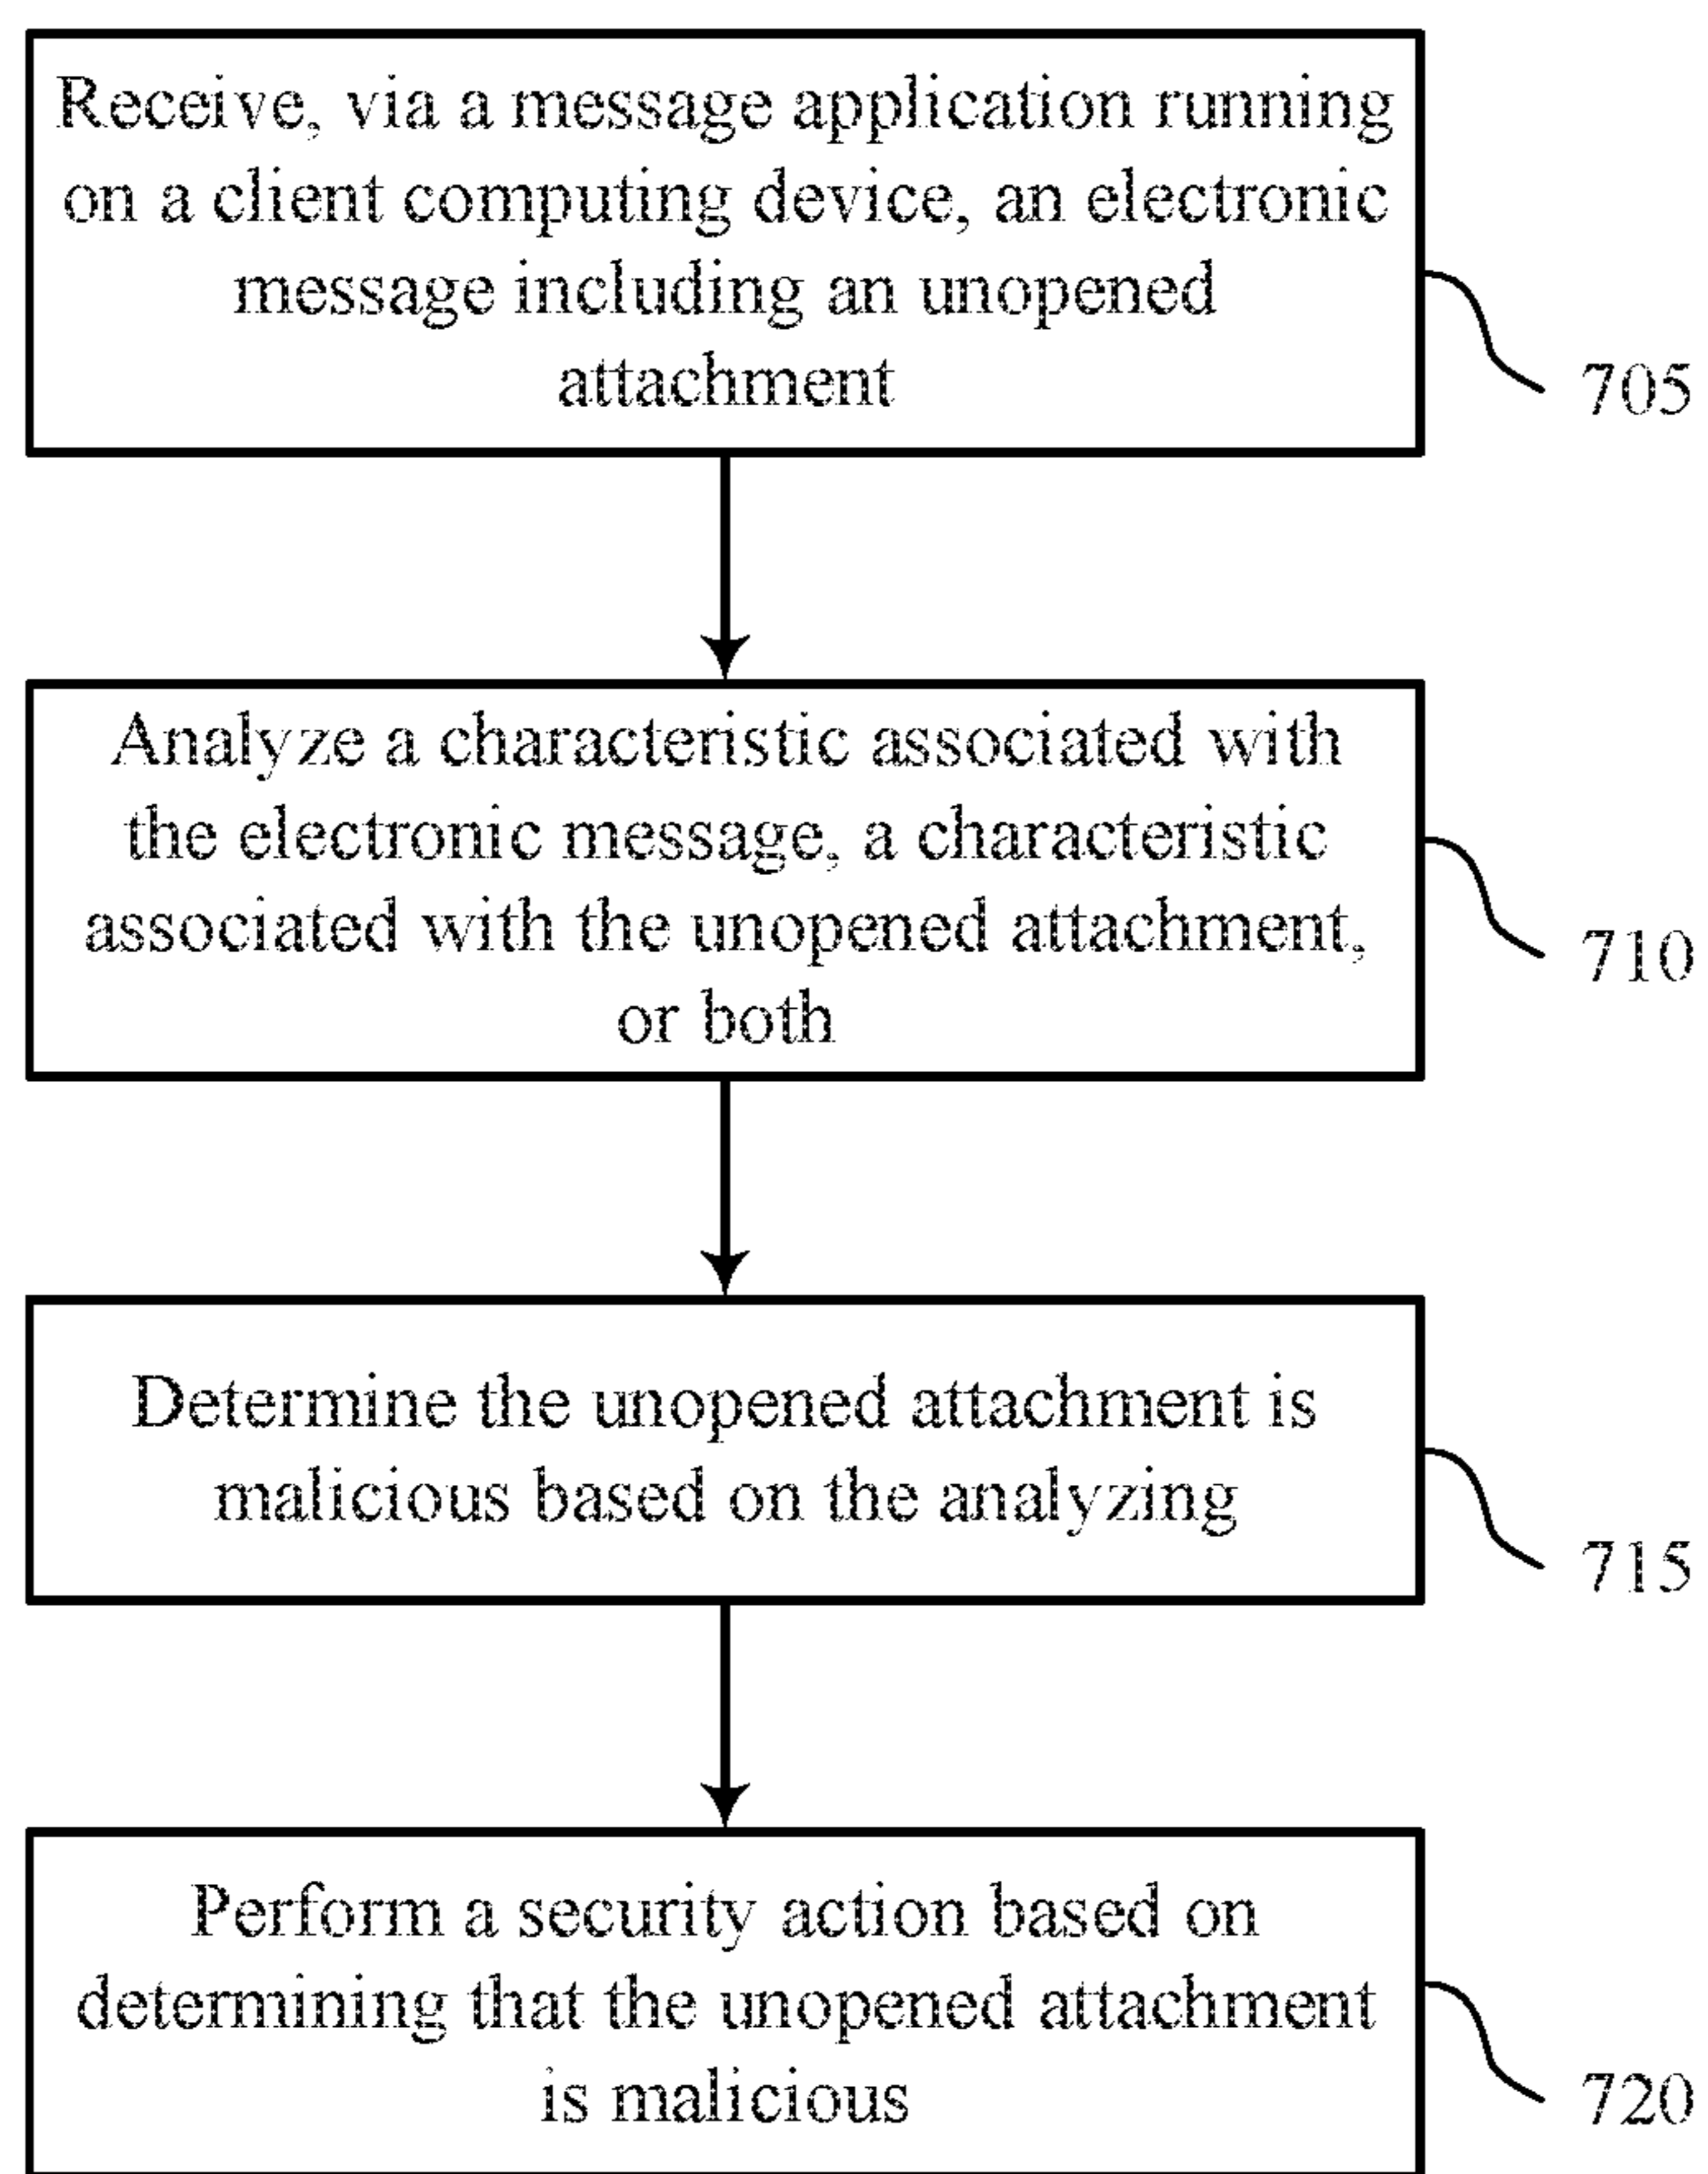 Receive, via a message application running
on a client computing device, an electronic
message including an unopened
attachment
705
Analyze a characteristic associated with
the electronic message, a characteristic
associated with the unopened attachment,
or both
710
Determine the unopened attachment is
malicious based on the analyzing
715
Perform a security action based on
determining that the unopened attachment
is malicious
720